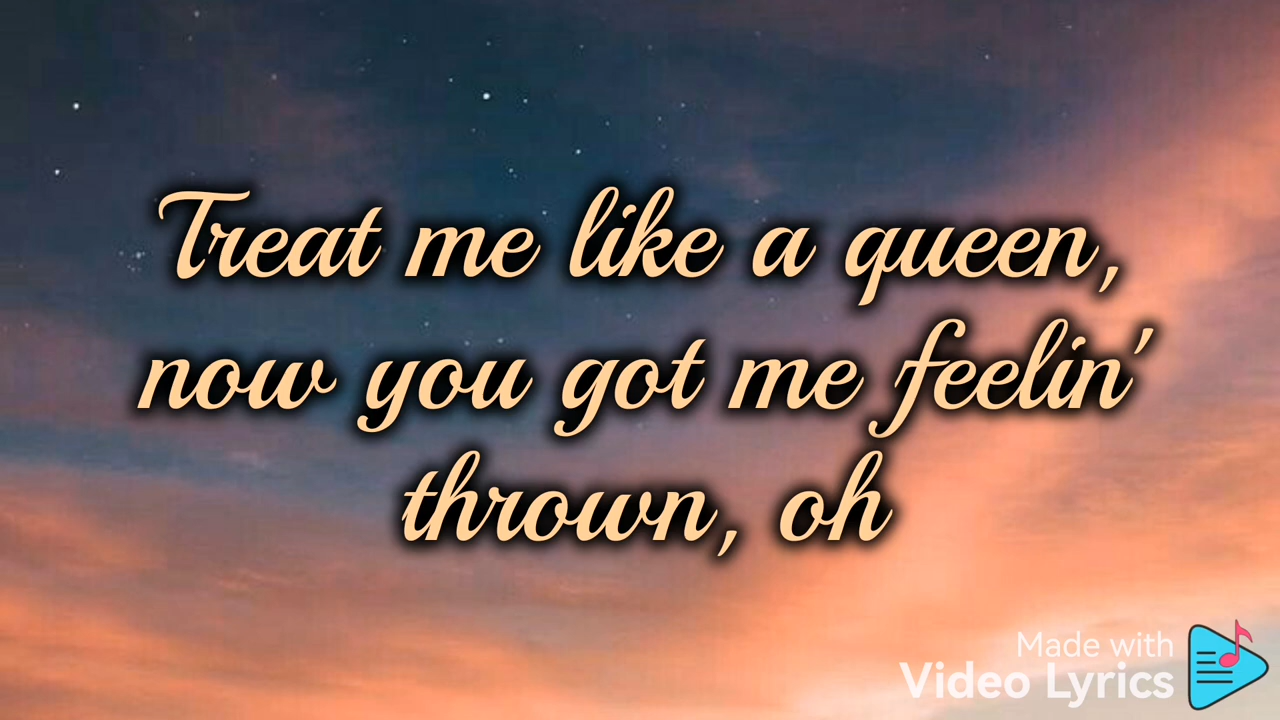 Treat me like a queen,
now you got me feelin'
thrown, oh
Made with
Video Lyrics